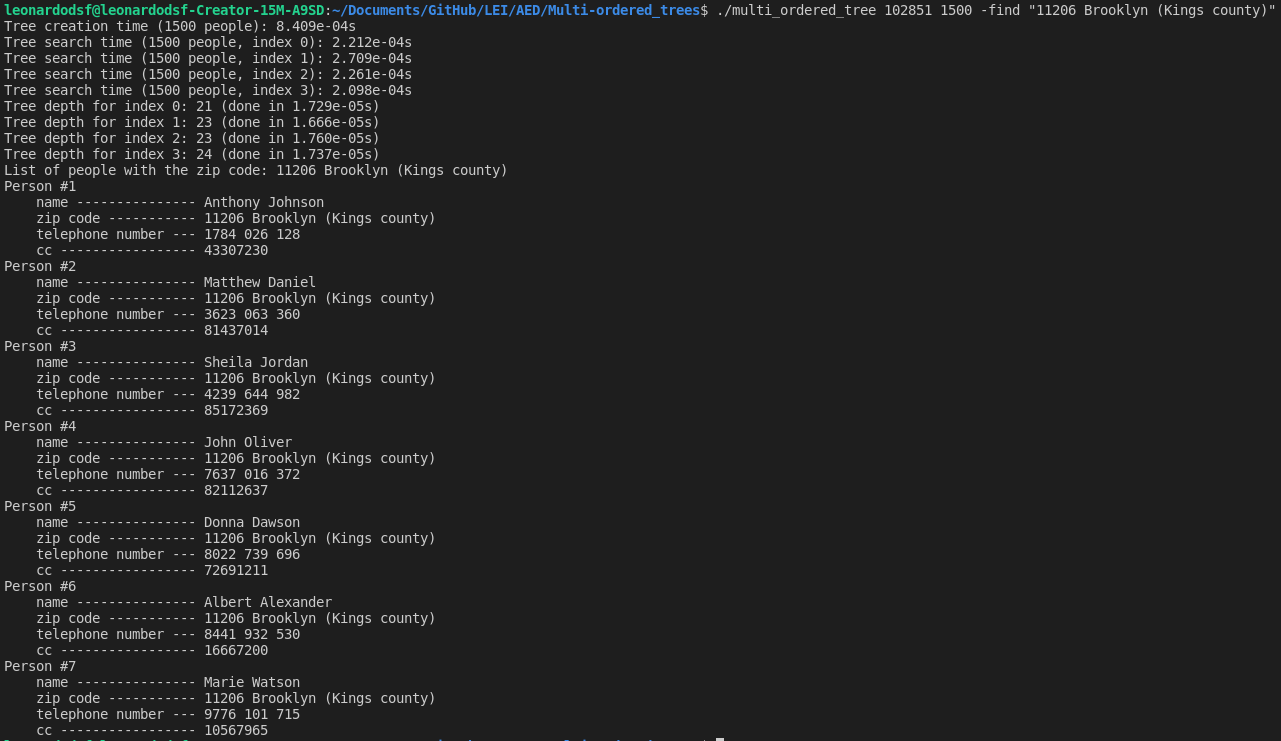 leonardodsf@leonardodsf-Creator-15M-A9SD:~/Documents/GitHub/LEI/AED/Multi-ordered_trees$ ./multi_ordered_tree 102851 1500 -find "11206 Brooklyn (Kings county)"
Tree creation time (1500 people): 8.409e-04s
Tree search time (1500 people, index 0): 2.212e-04s
Tree search time (1500 people, index 1): 2.709e-04s
Tree search time (1500 people, index 2): 2.261e-04s
Tree search time (1500 people, index 3): 2.098e-04s
Tree depth for index 0: 21 (done in 1.729e-05s)
Tree depth for index 1: 23 (done in 1.666e-05s)
Tree depth for index 2: 23 (done in 1.760e-05s)
Tree depth for index 3: 24 (done in 1.737e-05s)
List of people with the zip code: 11206 Brooklyn (Kings county)
Person #1
    name --------------- Anthony Johnson
    zip code ----------- 11206 Brooklyn (Kings county)
    telephone number --- 1784 026 128
    cc ----------------- 43307230
Person #2
    name --------------- Matthew Daniel
    zip code ----------- 11206 Brooklyn (Kings county)
    telephone number --- 3623 063 360
    cc ----------------- 81437014
Person #3
    name --------------- Sheila Jordan
    zip code ----------- 11206 Brooklyn (Kings county)
    telephone number --- 4239 644 982
    cc ----------------- 85172369
Person #4
    name --------------- John Oliver
    zip code ----------- 11206 Brooklyn (Kings county)
    telephone number --- 7637 016 372
    cc ----------------- 82112637
Person #5
    name --------------- Donna Dawson
    zip code ----------- 11206 Brooklyn (Kings county)
    telephone number --- 8022 739 696
    cc ----------------- 72691211
Person #6
    name --------------- Albert Alexander
    zip code ----------- 11206 Brooklyn (Kings county)
    telephone number --- 8441 932 530
    cc ----------------- 16667200
Person #7
    name --------------- Marie Watson
    zip code ----------- 11206 Brooklyn (Kings county)
    telephone number --- 9776 101 715
    cc ----------------- 10567965